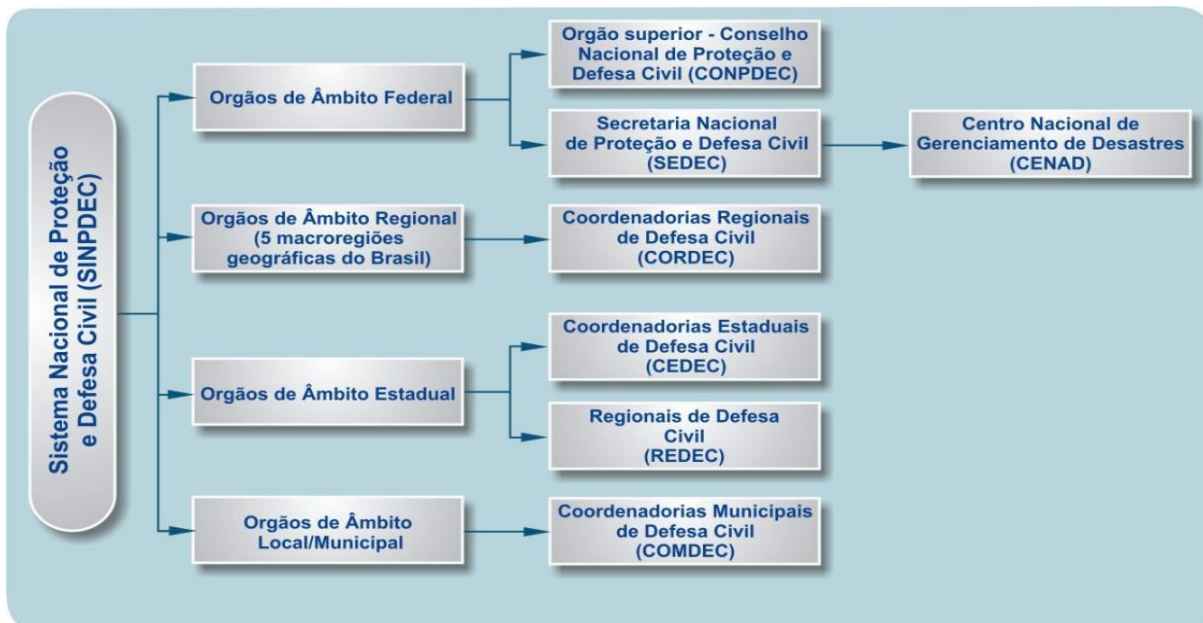 Sistema Nacional de Proteção
e Defesa Civil (SINPDEC)
Orgãos de Âmbito Federal
Orgão superior - Conselho
Nacional de Proteção e
Defesa Civil (CONPDEC)
Secretaria Nacional
de Proteção e Defesa Civil
(SEDEC)
Centro Nacional de
Gerenciamento de Desastres
(CENAD)
Orgãos de Âmbito Regional
(5 macroregiões
geográficas do Brasil)
Coordenadorias Regionais
de Defesa Civil
(CORDEC)
Orgãos de Âmbito Estadual
Coordenadorias Estaduais
de Defesa Civil
(CEDEC)
Regionais de Defesa
Civil
(REDEC)
Orgãos de Âmbito
Local/Municipal
Coordenadorias Municipais
de Defesa Civil
(COMDEC)